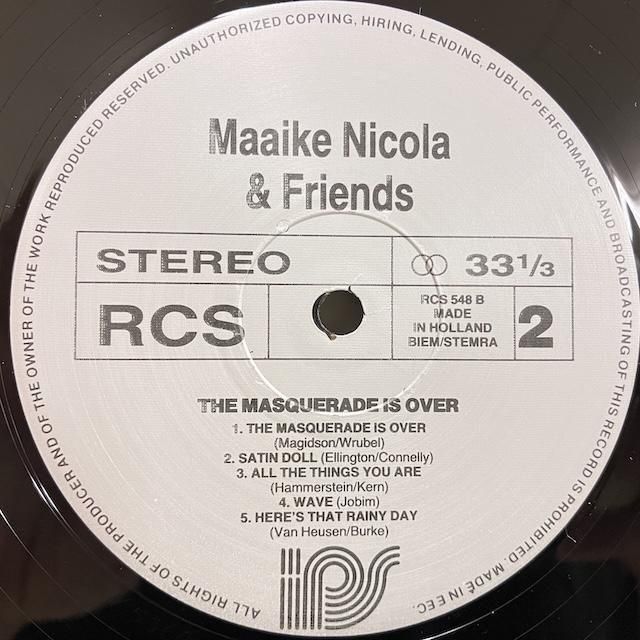 ALL RIGHTS OF THE PRODUCER AND OF THE OWNER OF THE WORK REPRODUCED RESERVED. UNAUTHORIZED COPYING, HIRING, LENDING, PUBLIC PERFORMANCE AND BROADCASTING OF THIS RECORD IS PROHIBITED. MADE IN EEC.
Maaike Nicola
& Friends
STEREO
33 1/3
RCS
RCS 548 B
MADE
IN HOLLAND
BIEM/STEMRA
2
THE MASQUERADE IS OVER
1. THE MASQUERADE IS OVER
(Magidson/Wrubel)
2. SATIN DOLL (Ellington/Connelly)
3. ALL THE THINGS YOU ARE
(Hammerstein/Kern)
4. WAVE (Jobim)
5. HERE'S THAT RAINY DAY
(Van Heusen/Burke)
IPS